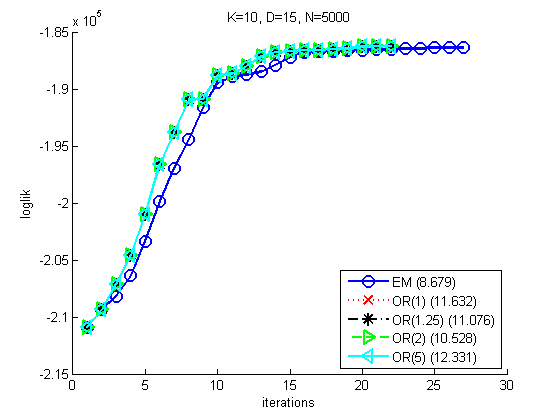 K=10, D=15, N=5000
x 10^5
-1.85
-1.9
-1.95
-2
-2.05
-2.1
-2.15
loglik
0 5 10 15 20 25 30
iterations
EM (8.679)
OR(1) (11.632)
OR(1.25) (11.076)
OR(2) (10.528)
OR(5) (12.331)